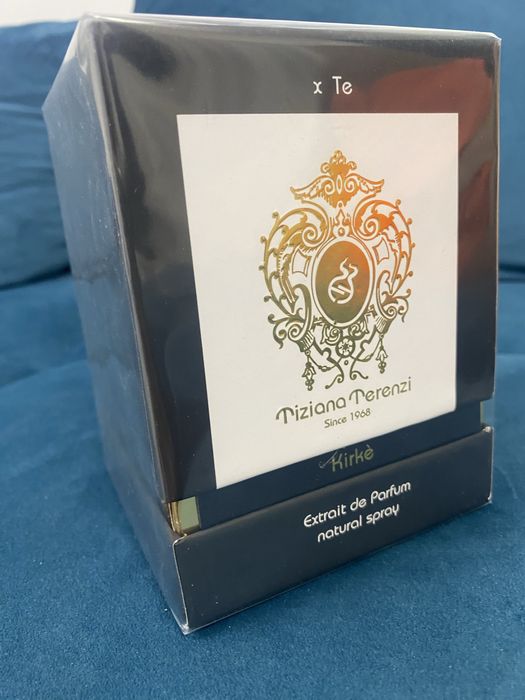 x Te
Tiziana Terenzi
Since 1968
Kirkè
Extrait de Parfum
natural spray